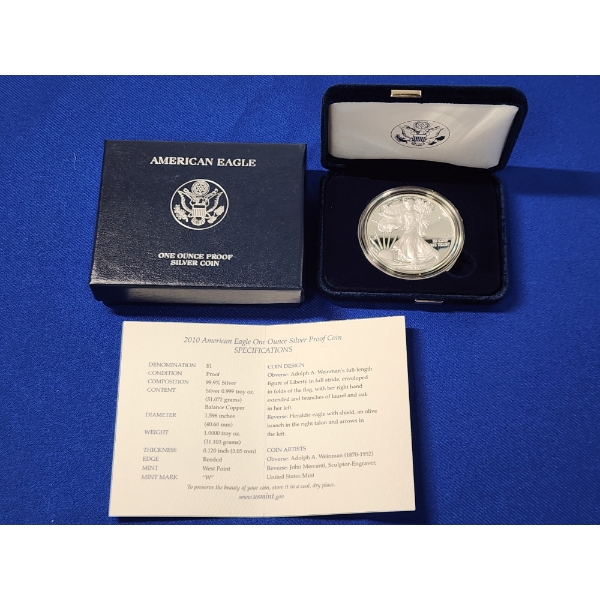 AMERICAN EAGLE
ONE OUNCE PROOF
SILVER COIN
2010 American Eagle One Ounce Silver Proof Coin
SPECIFICATIONS
DENOMINATION $1
CONDITION Proof
COMPOSITION 99.9% Silver
CONTENT Silver 0.999 troy oz.
(31.072 grams)
Balance Copper
DIAMETER 1.598 inches
(40.60 mm)
WEIGHT 1.0000 troy oz.
(31.103 grams)
THICKNESS 0.120 inch (3.05 mm)
EDGE Reeded
MINT West Point
MINT MARK "W"
COIN DESIGN
Obverse: Adolph A. Weinman's full-length
figure of Liberty in full stride, enveloped
in folds of the flag, with her right hand
extended and branches of laurel and oak
in her left.
Reverse: Heraldic eagle with shield, an olive
branch in the right talon and arrows in
the left.
COIN ARTISTS
Obverse: Adolph A. Weinman (1870-1952)
Reverse: John Mercanti, Sculptor-Engraver,
United States Mint
To preserve the beauty of your coin, store it in a cool, dry place.
www.usmint.gov